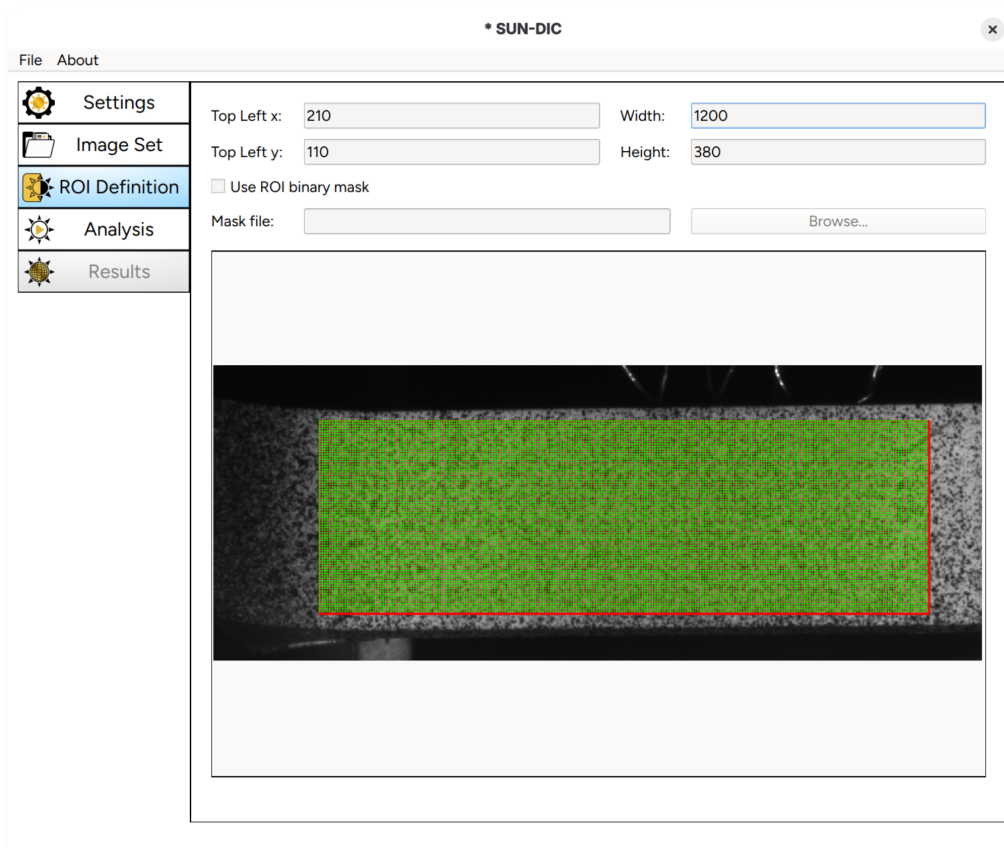 * SUN-DIC
×
File About
Settings
Image Set
ROI Definition
Analysis
Results
Top Left x: 210 Width: 1200
Top Left y: 110 Height: 380
Use ROI binary mask
Mask file: Browse...